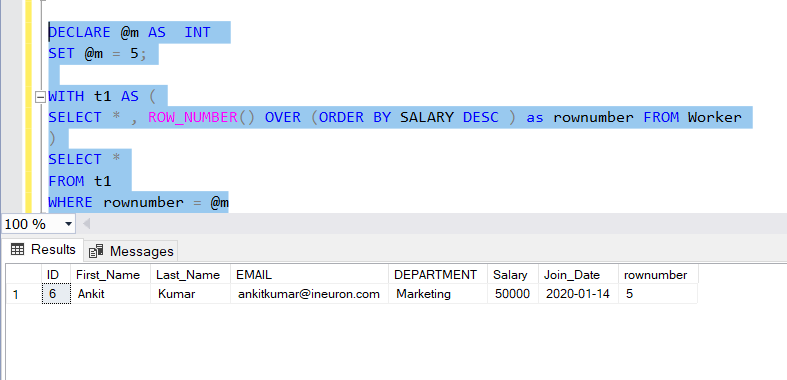 DECLARE @m AS  INT
SET @m = 5;
WITH t1 AS (
SELECT * , ROW_NUMBER() OVER (ORDER BY SALARY DESC ) as rownumber FROM Worker
)
SELECT *
FROM t1
WHERE rownumber = @m
100 %
Results Messages
ID First_Name Last_Name EMAIL DEPARTMENT Salary Join_Date rownumber
1 6 Ankit Kumar ankitkumar@ineuron.com Marketing 50000 2020-01-14 5